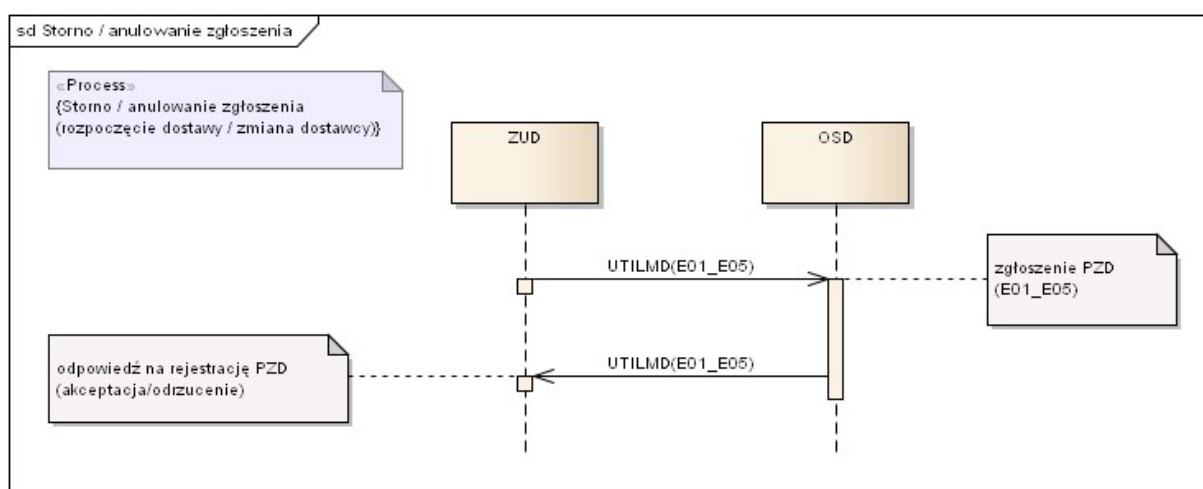 sd Storno / anulowanie zgłoszenia
«Process»
{Storno / anulowanie zgłoszenia
(rozpoczęcie dostawy / zmiana dostawcy)}
ZUD
OSD
UTILMD(E01_E05)
zgłoszenie PZD
(E01_E05)
odpowiedź na rejestrację PZD
(akceptacja/odrzucenie)
UTILMD(E01_E05)